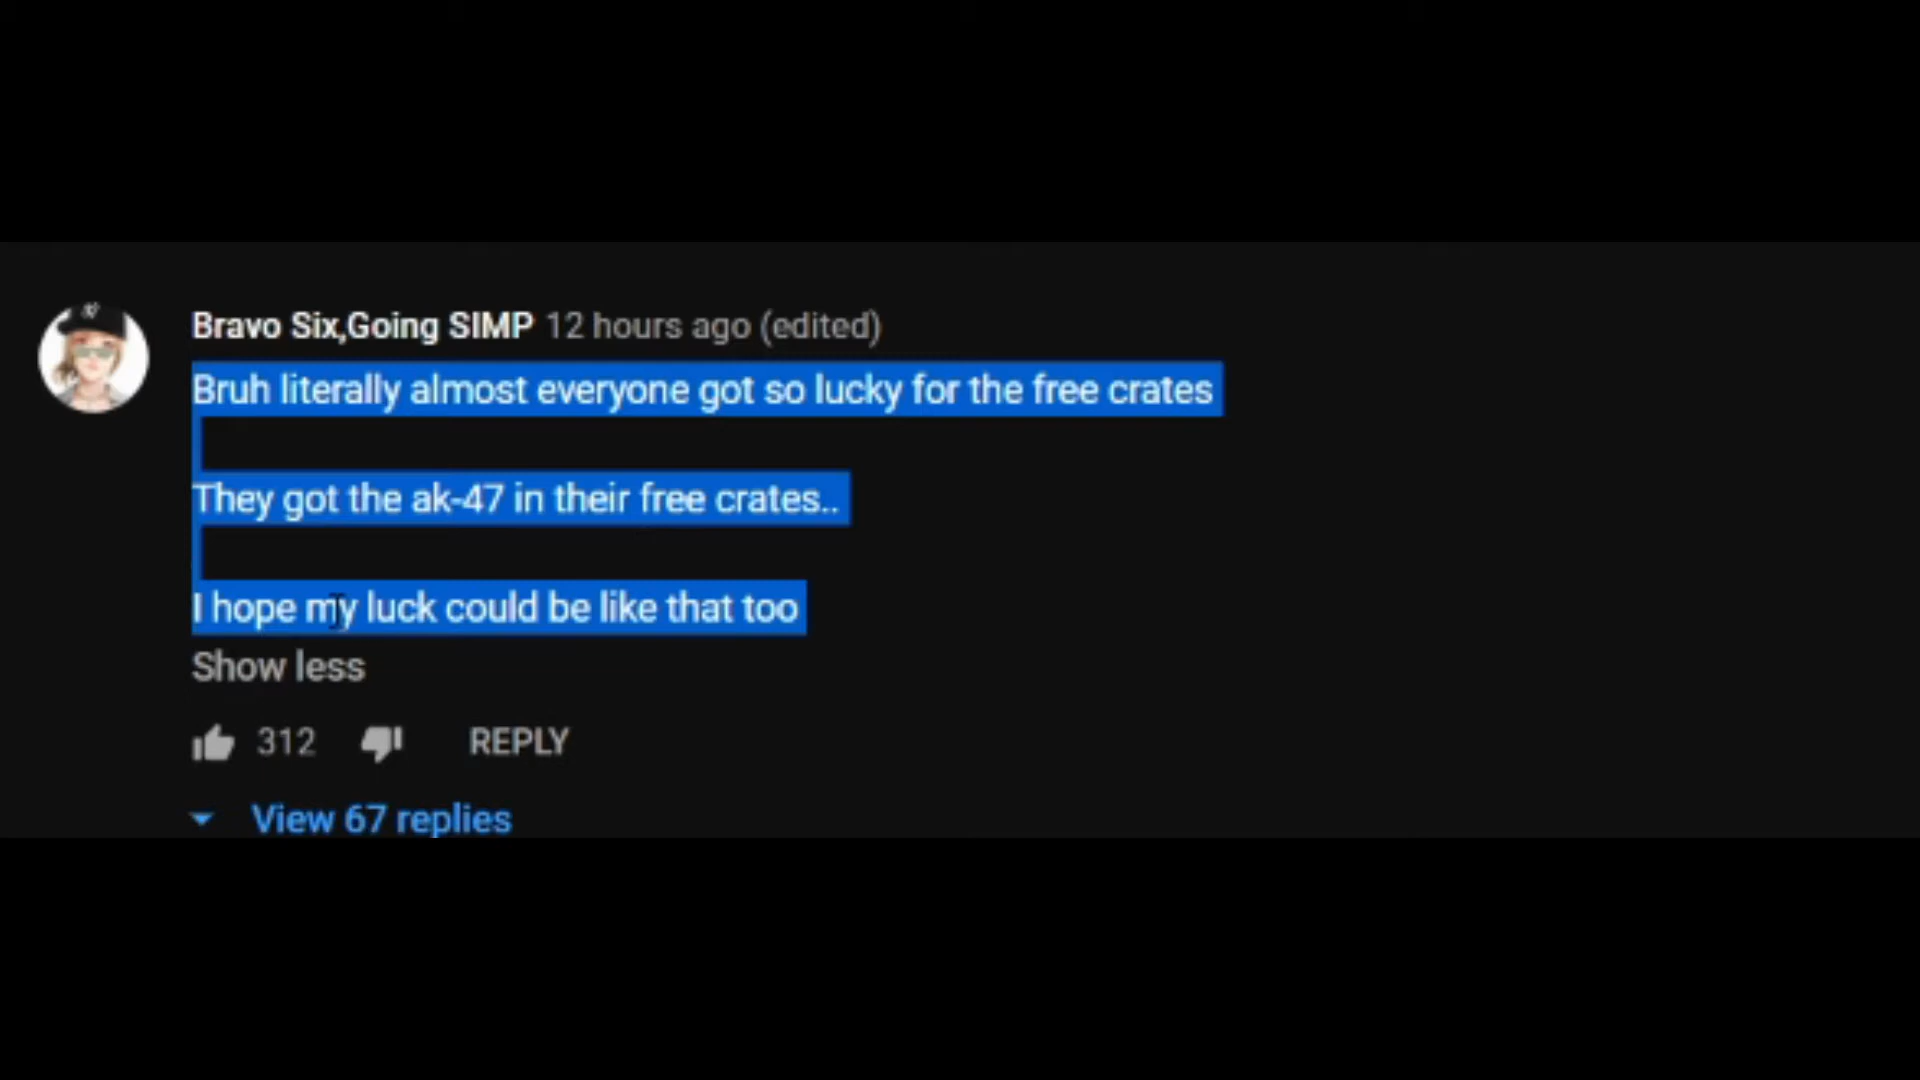 Bravo Six,Going SIMP 12 hours ago (edited)
Bruh literally almost everyone got so lucky for the free crates
They got the ak-47 in their free crates..
I hope my luck could be like that too
Show less
312 REPLY
View 67 replies